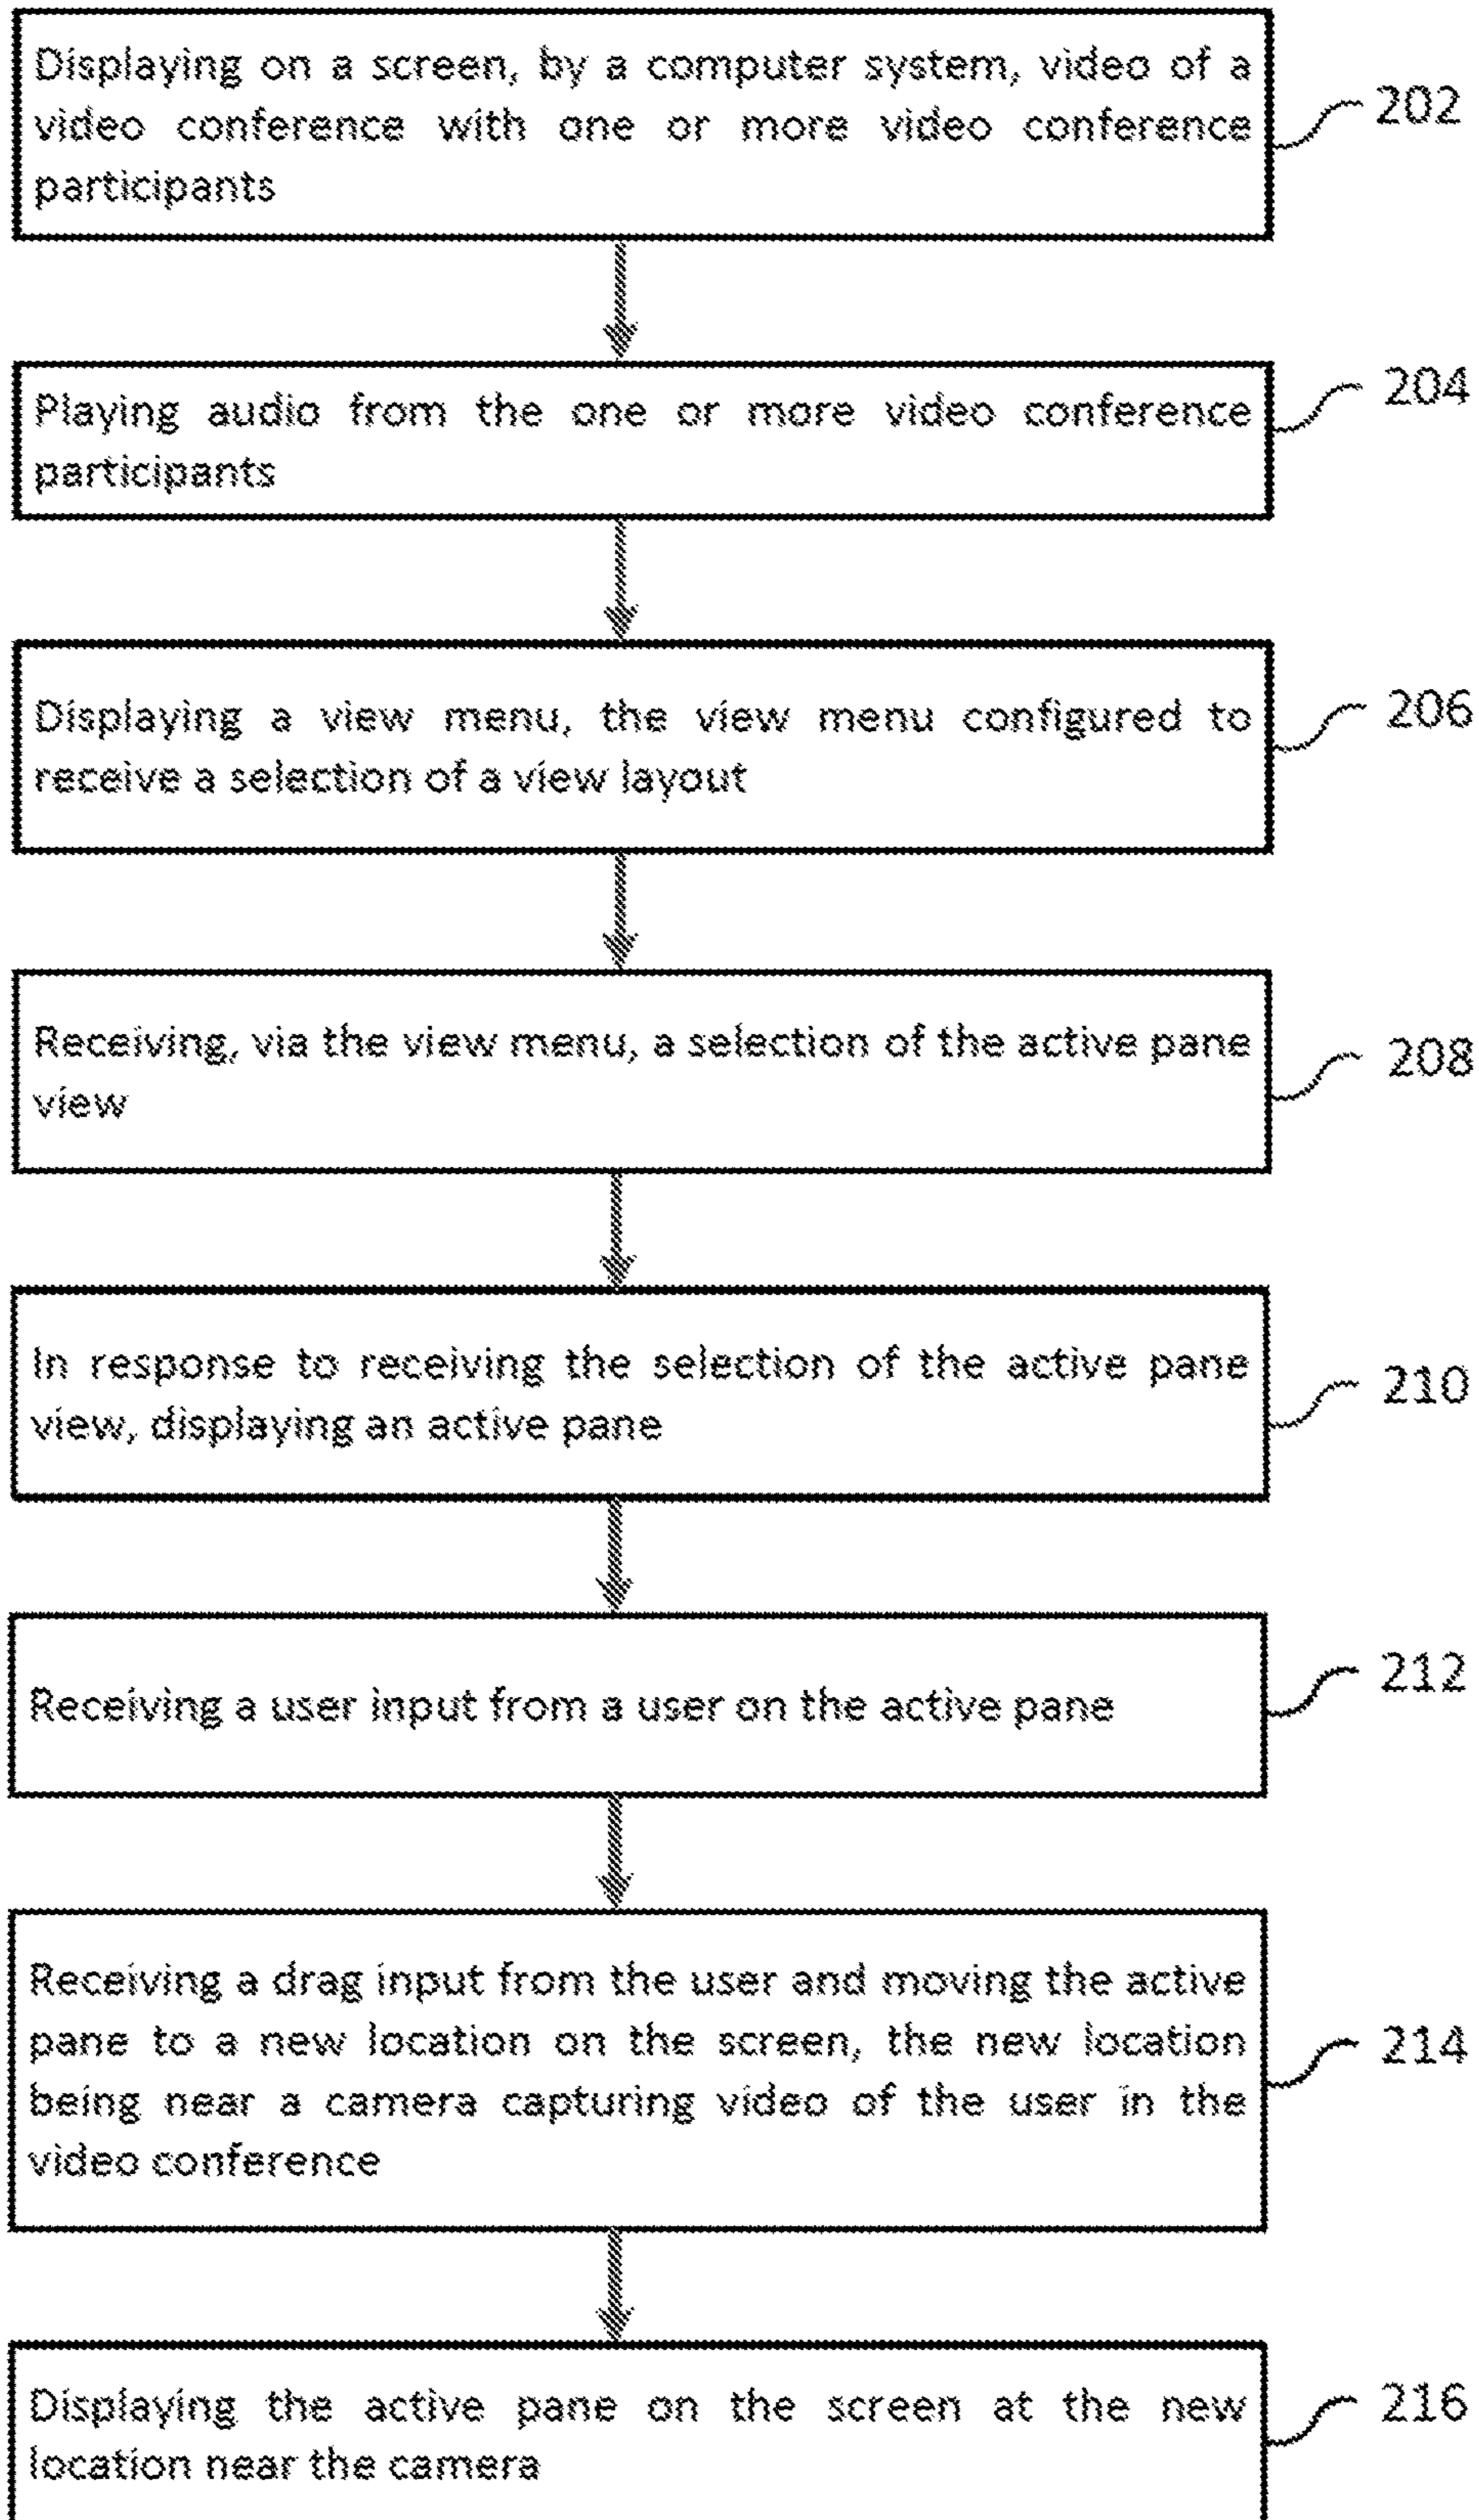 Displaying on a screen, by a computer system, video of a
video conference with one or more video conference
participants
202
Playing audio from the one or more video conference
participants
204
Displaying a view menu, the view menu configured to
receive a selection of a view layout
206
Receiving, via the view menu, a selection of the active pane
view
208
In response to receiving the selection of the active pane
view, displaying an active pane
210
Receiving a user input from a user on the active pane
212
Receiving a drag input from the user and moving the active
pane to a new location on the screen, the new location
being near a camera capturing video of the user in the
video conference
214
Displaying the active pane on the screen at the new
location near the camera
216